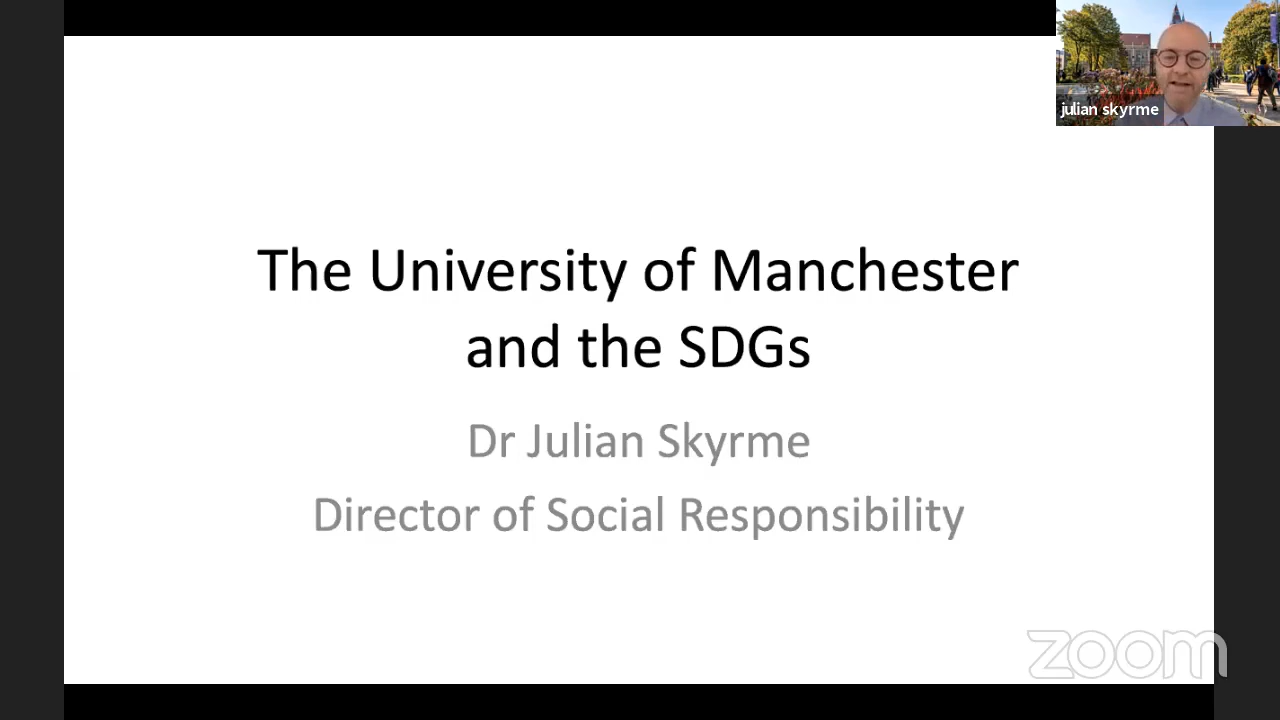 julian skyrme
The University of Manchester
and the SDGs
Dr Julian Skyrme
Director of Social Responsibility
zoom